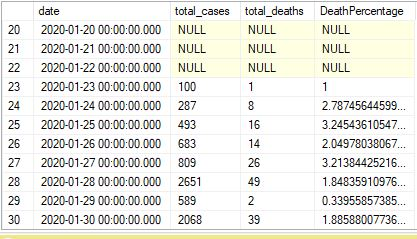 date total_cases total_deaths DeathPercentage
20 2020-01-20 00:00:00.000 NULL NULL NULL
21 2020-01-21 00:00:00.000 NULL NULL NULL
22 2020-01-22 00:00:00.000 NULL NULL NULL
23 2020-01-23 00:00:00.000 100 1 1
24 2020-01-24 00:00:00.000 287 8 2.78745644599...
25 2020-01-25 00:00:00.000 493 16 3.24543610547...
26 2020-01-26 00:00:00.000 683 14 2.04978038067...
27 2020-01-27 00:00:00.000 809 26 3.21384425216...
28 2020-01-28 00:00:00.000 2651 49 1.84835910976...
29 2020-01-29 00:00:00.000 589 2 0.33955857385...
30 2020-01-30 00:00:00.000 2068 39 1.88588007736...